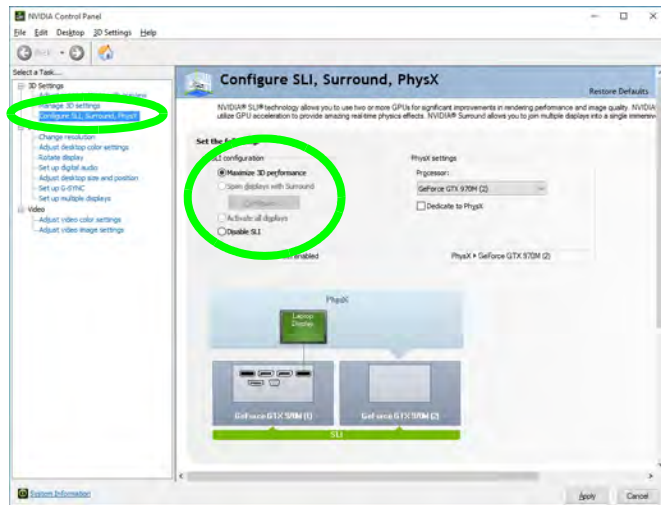 NVIDIA Control Panel
File Edit Desktop 3D Settings Help
Back
Select a Task...
3D Settings
Manage 3D settings
Configure SLI, Surround, PhysX
Change resolution
Adjust desktop color settings
Rotate display
Set up digital audio
Adjust desktop size and position
Set up G-SYNC
Set up multiple displays
Video
Adjust video color settings
Adjust video image settings
System Information
Configure SLI, Surround, PhysX
Restore Defaults
NVIDIA® SLI® technology allows you to use two or more GPUs for significant improvements in rendering performance and image quality. NVIDIA
utilize GPU acceleration to provide amazing real-time physics effects. NVIDIA® Surround allows you to join multiple displays into a single immersive
Set the
SLI configuration
Maximize 3D performance
Span displays with Surround
Configure...
Activate all displays
Disable SLI
enabled
PhysX settings
Processor:
GeForce GTX 970M (2)
Dedicate to PhysX
PhysX > GeForce GTX 970M (2)
PhysX
Laptop
Display
GeForce GTX 970M (1)
GeForce GTX 970M (2)
SLI
Apply
Cancel